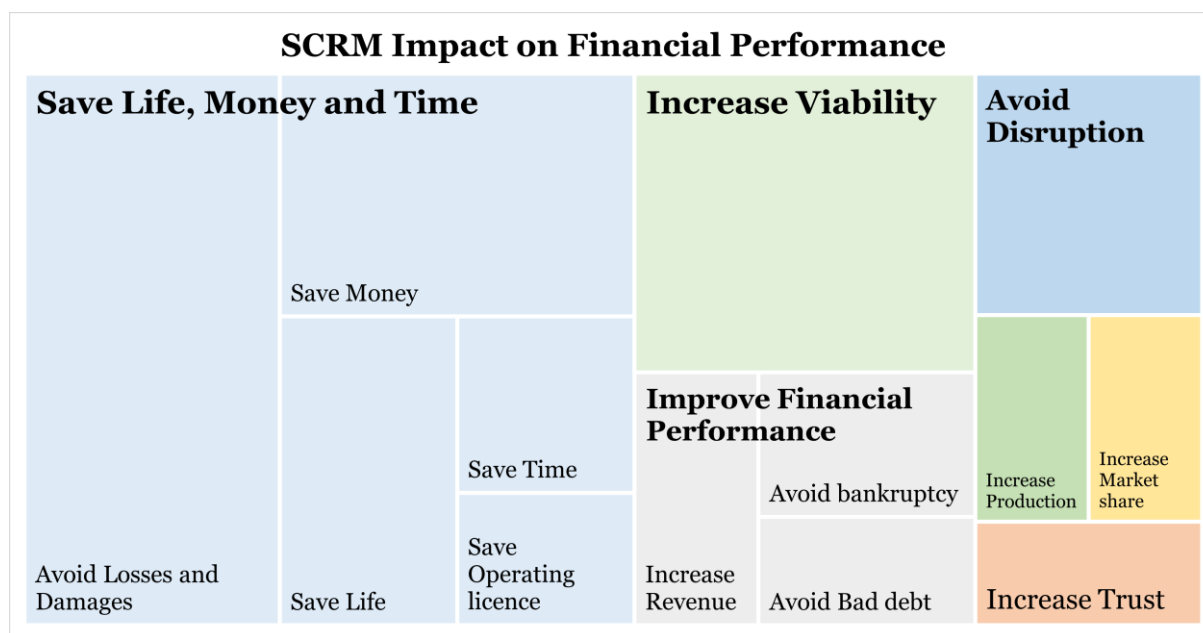 SCRM Impact on Financial Performance
Save Life, Money and Time
Avoid Losses and
Damages
Save Money
Save Life
Save Time
Save
Operating
licence
Increase Viability
Improve Financial
Performance
Increase
Revenue
Avoid bankruptcy
Avoid Bad debt
Avoid
Disruption
Increase
Production
Increase
Market
share
Increase Trust